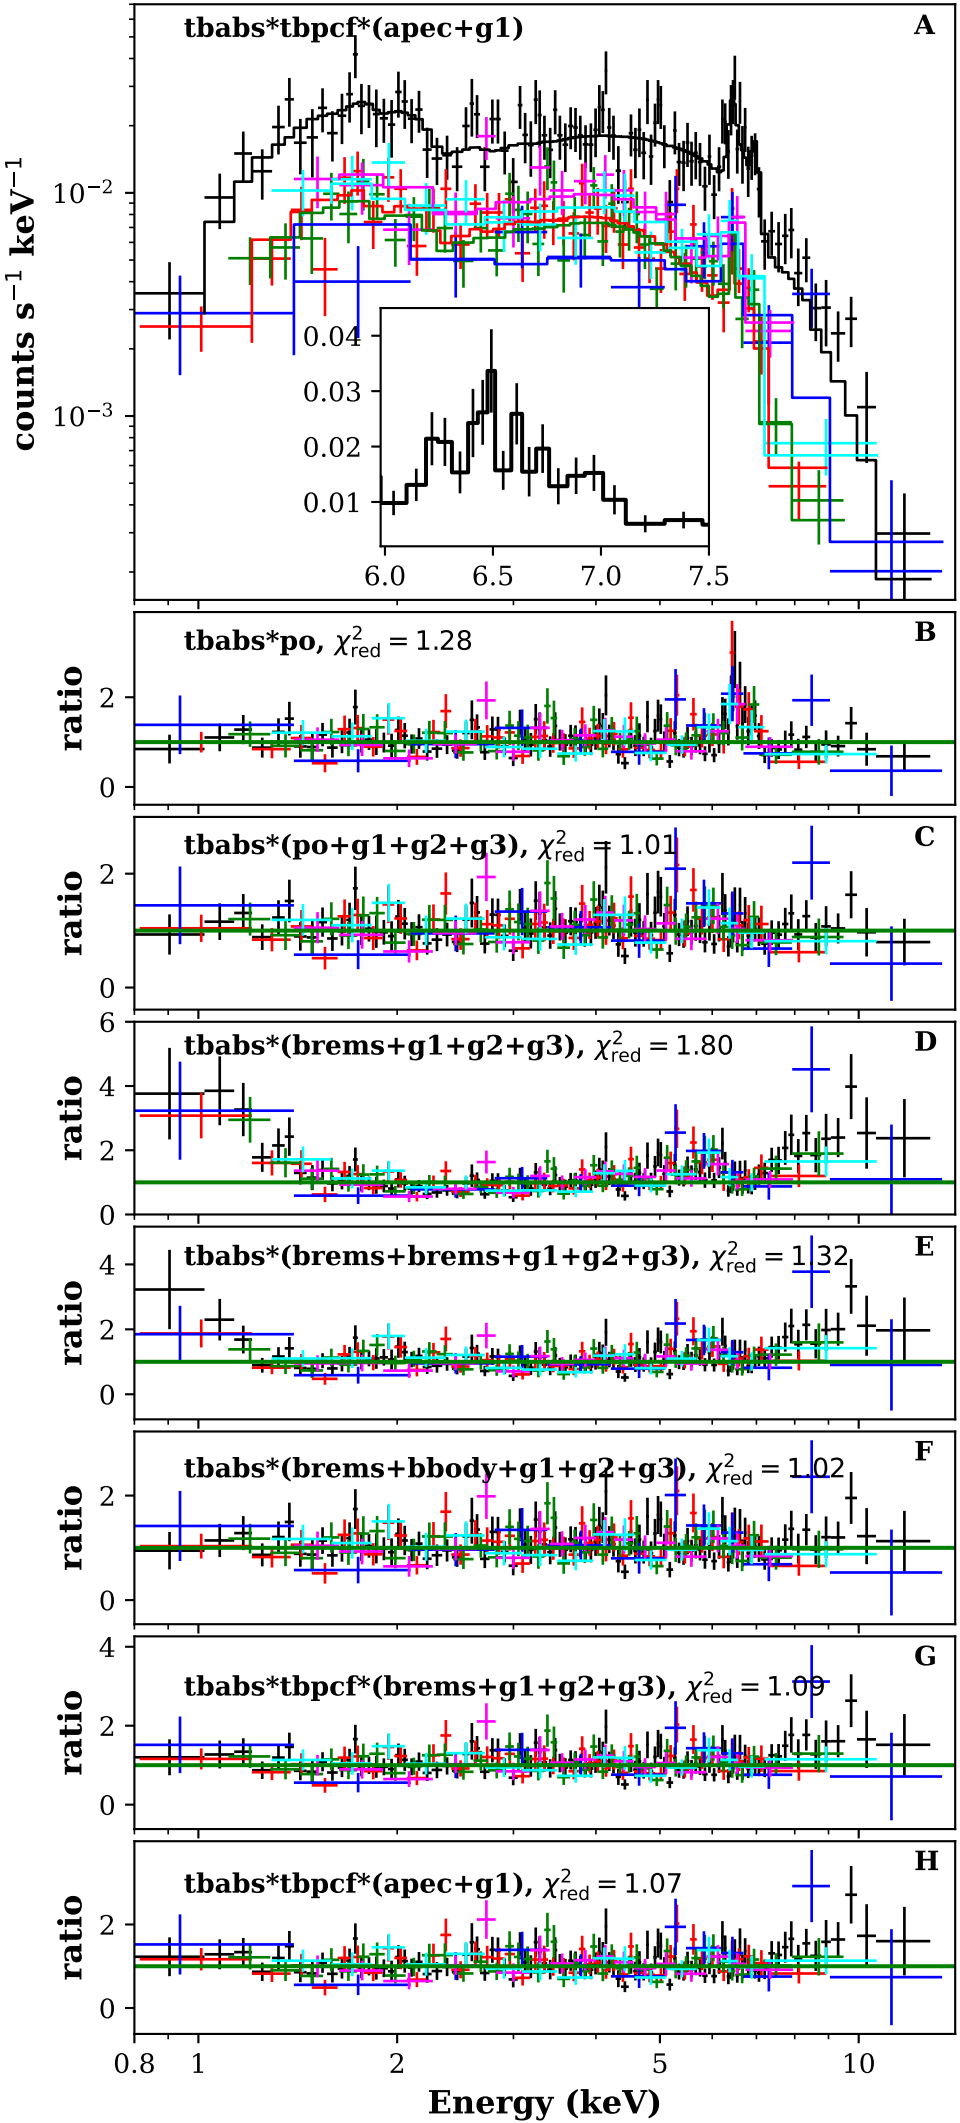 tbabs*tbpcf*(apec+g1)
A
counts s⁻¹ keV⁻¹
10⁻²
10⁻³
0.04
0.03
0.02
0.01
6.0 6.5 7.0 7.5
tbabs*po, χ²red = 1.28
B
ratio
2
0
tbabs*(po+g1+g2+g3), χ²red = 1.01
C
ratio
2
0
tbabs*(brems+g1+g2+g3), χ²red = 1.80
D
ratio
6
4
2
0
tbabs*(brems+brems+g1+g2+g3), χ²red = 1.32
E
ratio
4
2
0
tbabs*(brems+bbody+g1+g2+g3), χ²red = 1.02
F
ratio
2
0
tbabs*tbpcf*(brems+g1+g2+g3), χ²red = 1.09
G
ratio
4
2
0
tbabs*tbpcf*(apec+g1), χ²red = 1.07
H
ratio
2
0
0.8 1 2 5 10
Energy (keV)